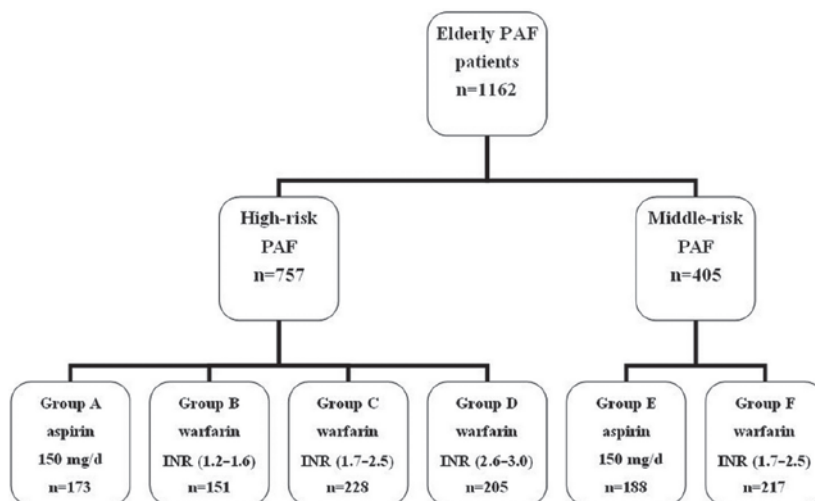 Elderly PAF
patients
n=1162
High-risk
PAF
n=757
Middle-risk
PAF
n=405
Group A
aspirin
150 mg/d
n=173
Group B
warfarin
INR (1.2–1.6)
n=151
Group C
warfarin
INR (1.7–2.5)
n=228
Group D
warfarin
INR (2.6–3.0)
n=205
Group E
aspirin
150 mg/d
n=188
Group F
warfarin
INR (1.7–2.5)
n=217